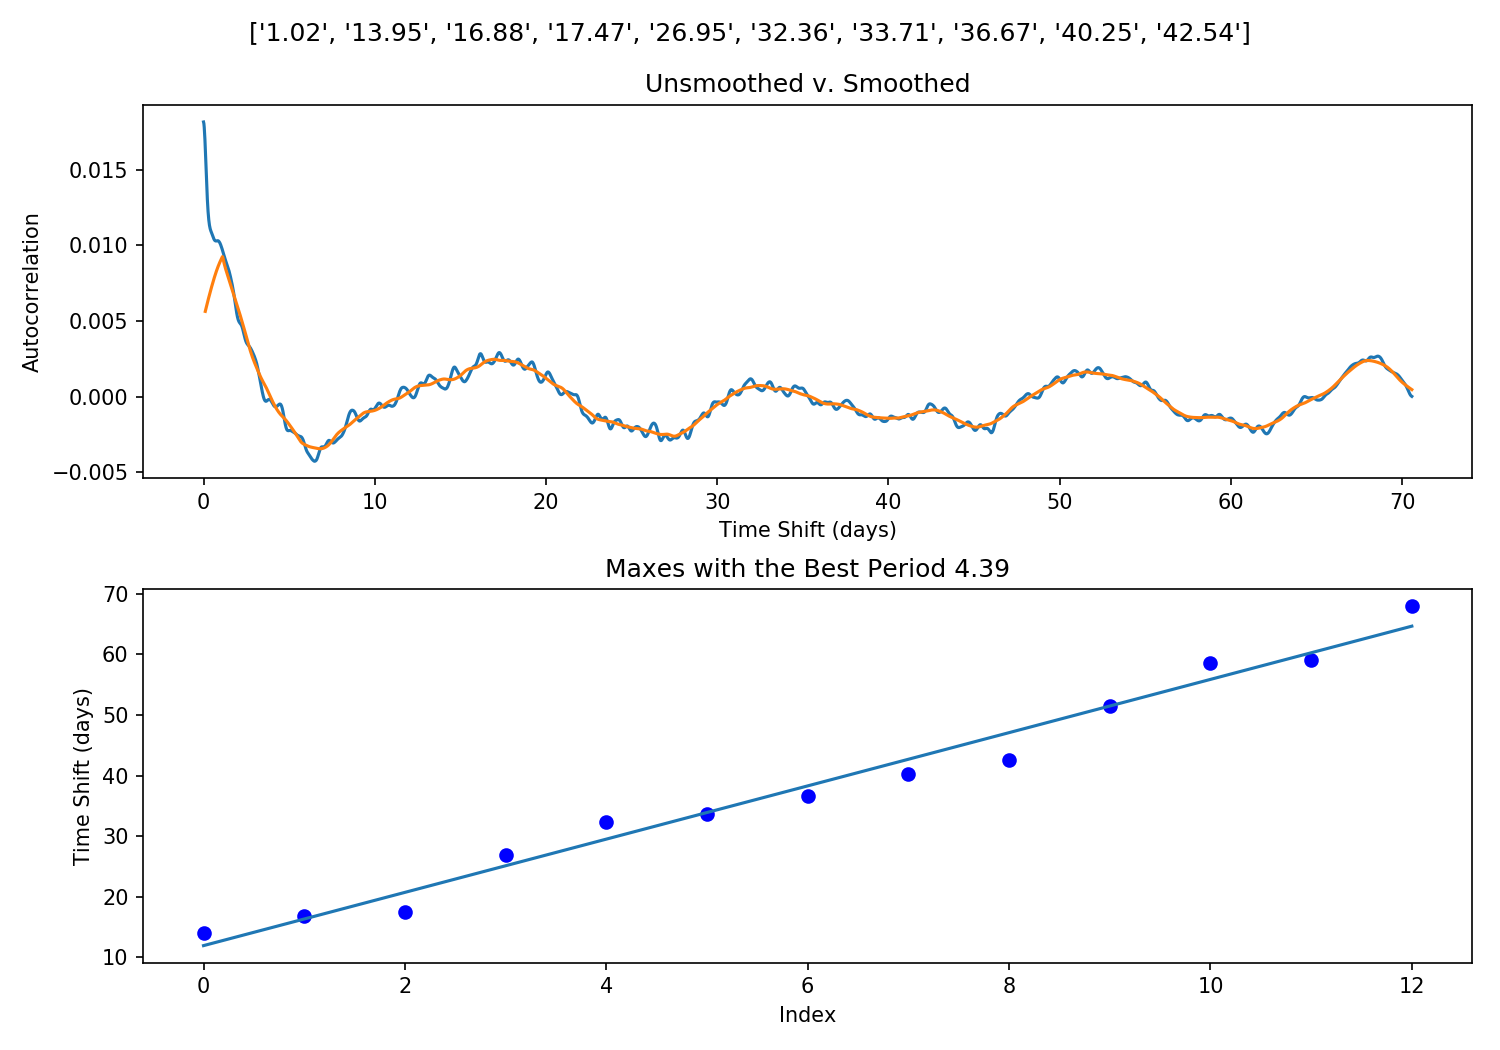 ['1.02', '13.95', '16.88', '17.47', '26.95', '32.36', '33.71', '36.67', '40.25', '42.54']
Unsmoothed v. Smoothed
Autocorrelation
0.015
0.010
0.005
0.000
−0.005
0 10 20 30 40 50 60 70
Time Shift (days)
Maxes with the Best Period 4.39
Time Shift (days)
70
60
50
40
30
20
10
0 2 4 6 8 10 12
Index